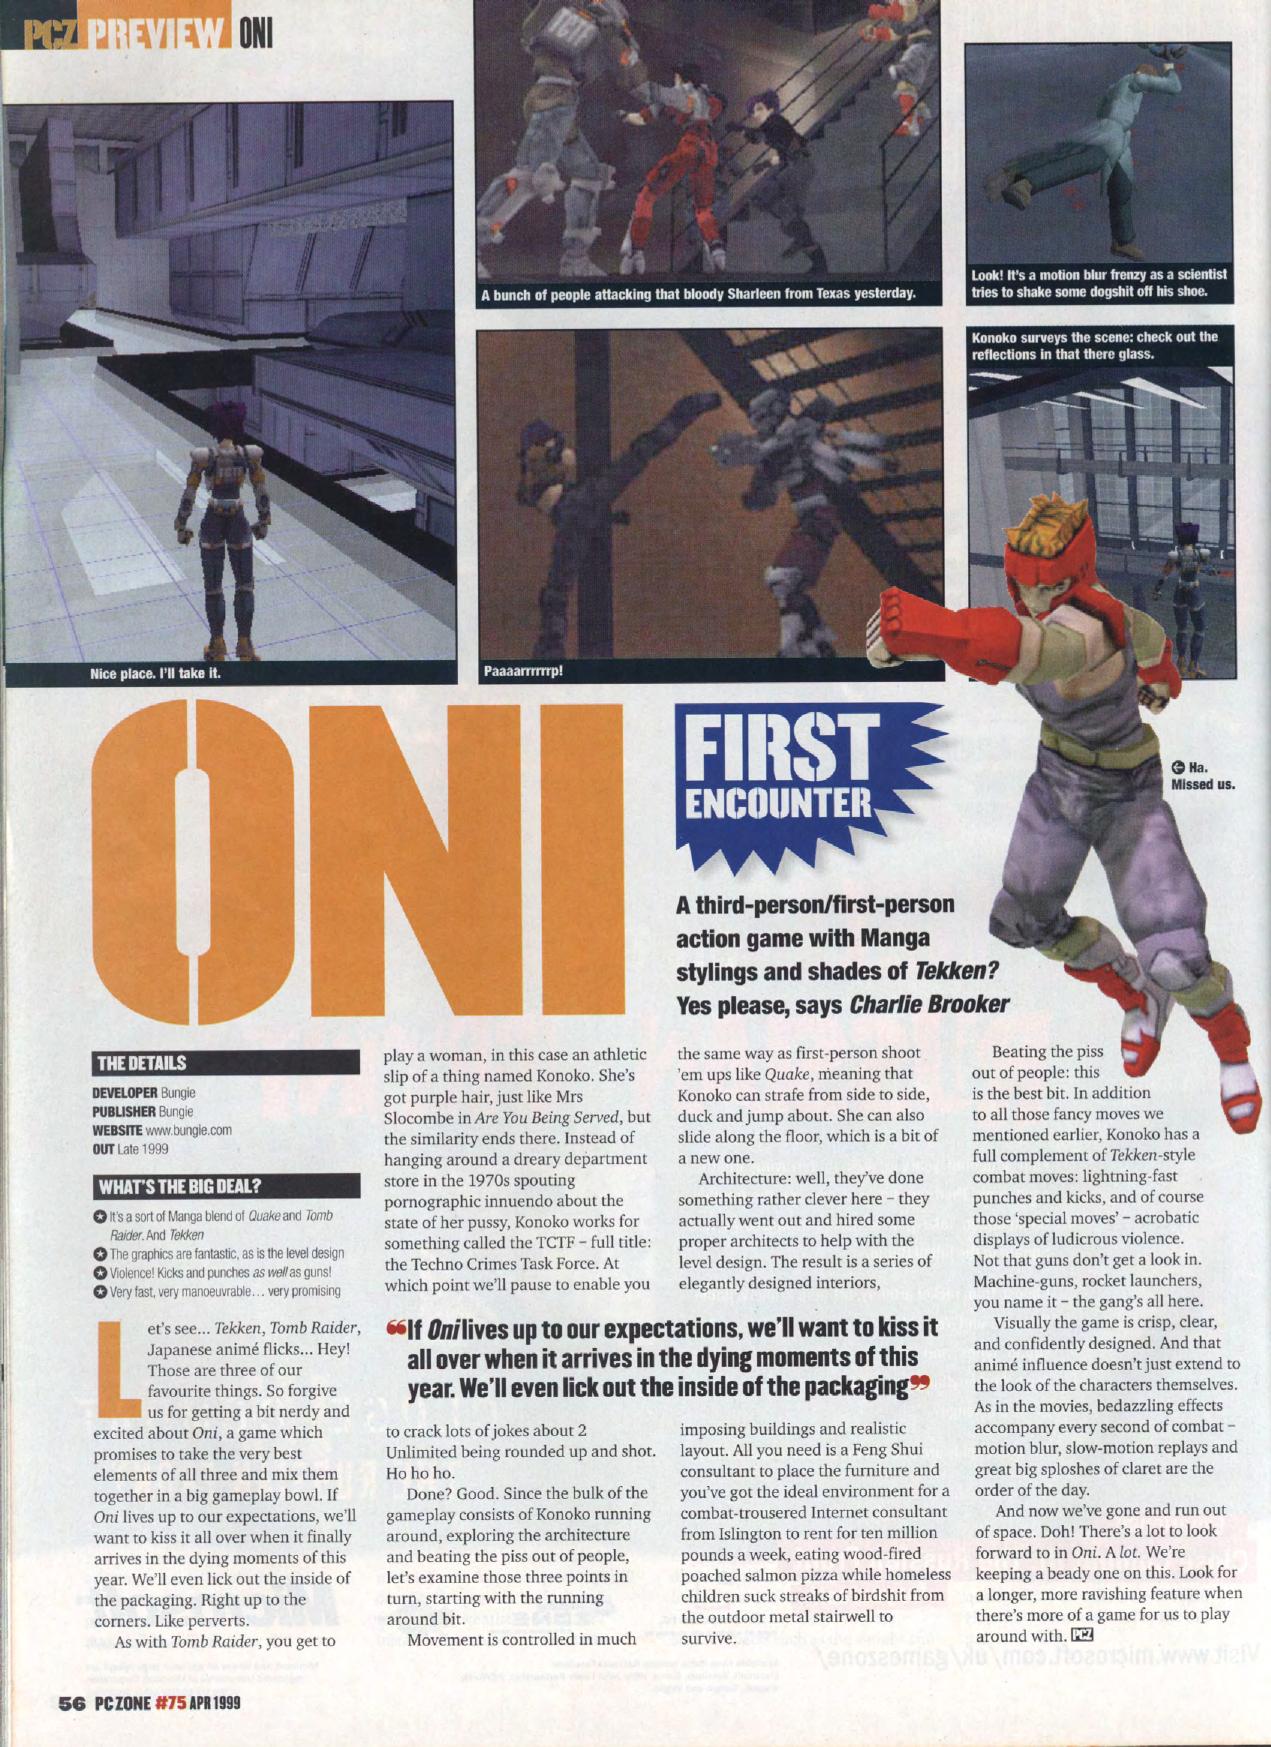 PCZ PREVIEW ONI
A bunch of people attacking that bloody Sharleen from Texas yesterday.
Look! It's a motion blur frenzy as a scientist
tries to shake some dogshit off his shoe.
Konoko surveys the scene: check out the
reflections in that there glass.
TCTF
TCTF
Nice place. I'll take it.
Paaaarrrrrrp!
Ha.
Missed us.
ONI
FIRST
ENCOUNTER
A third-person/first-person
action game with Manga
stylings and shades of Tekken?
Yes please, says Charlie Brooker
THE DETAILS
DEVELOPER Bungie
PUBLISHER Bungie
WEBSITE www.bungie.com
OUT Late 1999
WHAT'S THE BIG DEAL?
It's a sort of Manga blend of Quake and Tomb
Raider. And Tekken
The graphics are fantastic, as is the level design
Violence! Kicks and punches as well as guns!
Very fast, very manoeuvrable... very promising
Let's see... Tekken, Tomb Raider,
Japanese animé flicks... Hey!
Those are three of our
favourite things. So forgive
us for getting a bit nerdy and
excited about Oni, a game which
promises to take the very best
elements of all three and mix them
together in a big gameplay bowl. If
Oni lives up to our expectations, we'll
want to kiss it all over when it finally
arrives in the dying moments of this
year. We'll even lick out the inside of
the packaging. Right up to the
corners. Like perverts.
As with Tomb Raider, you get to
play a woman, in this case an athletic
slip of a thing named Konoko. She's
got purple hair, just like Mrs
Slocombe in Are You Being Served, but
the similarity ends there. Instead of
hanging around a dreary department
store in the 1970s spouting
pornographic innuendo about the
state of her pussy, Konoko works for
something called the TCTF – full title:
the Techno Crimes Task Force. At
which point we'll pause to enable you
to crack lots of jokes about 2
Unlimited being rounded up and shot.
Ho ho ho.
Done? Good. Since the bulk of the
gameplay consists of Konoko running
around, exploring the architecture
and beating the piss out of people,
let's examine those three points in
turn, starting with the running
around bit.
Movement is controlled in much
the same way as first-person shoot
'em ups like Quake, meaning that
Konoko can strafe from side to side,
duck and jump about. She can also
slide along the floor, which is a bit of
a new one.
Architecture: well, they've done
something rather clever here – they
actually went out and hired some
proper architects to help with the
level design. The result is a series of
elegantly designed interiors,
“If Oni lives up to our expectations, we'll want to kiss it
all over when it arrives in the dying moments of this
year. We'll even lick out the inside of the packaging”
imposing buildings and realistic
layout. All you need is a Feng Shui
consultant to place the furniture and
you've got the ideal environment for a
combat-trousered Internet consultant
from Islington to rent for ten million
pounds a week, eating wood-fired
poached salmon pizza while homeless
children suck streaks of birdshit from
the outdoor metal stairwell to
survive.
Beating the piss
out of people: this
is the best bit. In addition
to all those fancy moves we
mentioned earlier, Konoko has a
full complement of Tekken-style
combat moves: lightning-fast
punches and kicks, and of course
those 'special moves' – acrobatic
displays of ludicrous violence.
Not that guns don't get a look in.
Machine-guns, rocket launchers,
you name it – the gang's all here.
Visually the game is crisp, clear,
and confidently designed. And that
animé influence doesn't just extend to
the look of the characters themselves.
As in the movies, bedazzling effects
accompany every second of combat –
motion blur, slow-motion replays and
great big sploshes of claret are the
order of the day.
And now we've gone and run out
of space. Doh! There's a lot to look
forward to in Oni. A lot. We're
keeping a beady one on this. Look for
a longer, more ravishing feature when
there's more of a game for us to play
around with. PCZ
56 PC ZONE #75 APR 1999